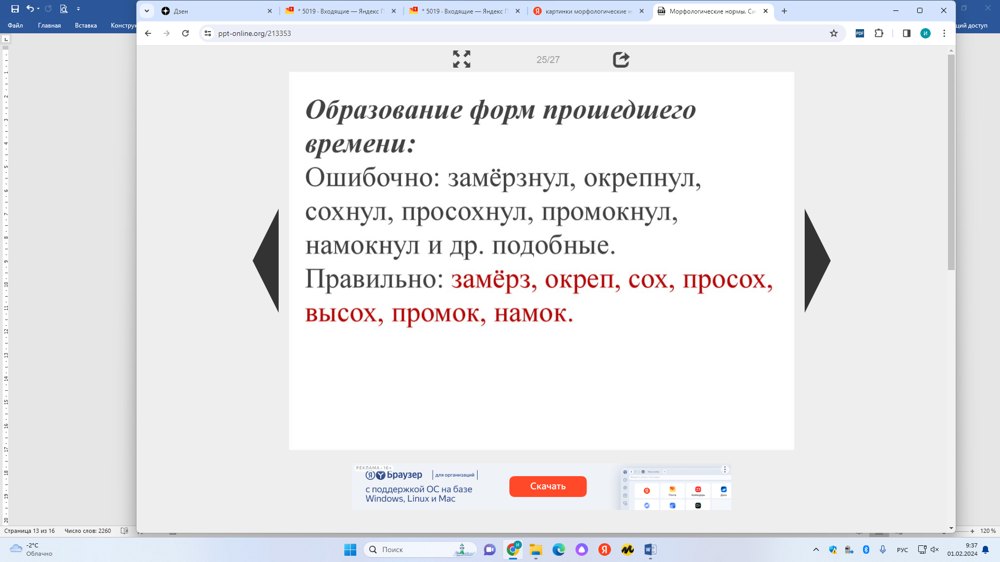 Дзен
* 5019 · Входящие — Яндекс П
* 5019 · Входящие — Яндекс П
картинки морфологические н
Морфологические нормы. Си
Файл
Главная
Вставка
Конструк
щий доступ
ppt-online.org/213353
PDF
И
25/27
Образование форм прошедшего
времени:
Ошибочно: замёрзнул, окрепнул,
сохнул, просохнул, промокнул,
намокнул и др. подобные.
Правильно: замёрз, окреп, сох, просох,
высох, промок, намок.
РЕКЛАМА • 16+
Браузер
для организаций
с поддержкой ОС на базе
Windows, Linux и Mac
Скачать
Почта
Календарь
Диск
23
Страница 13 из 16
Число слов: 2260
120 %
-2°C
Облачно
Поиск
РУС
9:37
01.02.2024